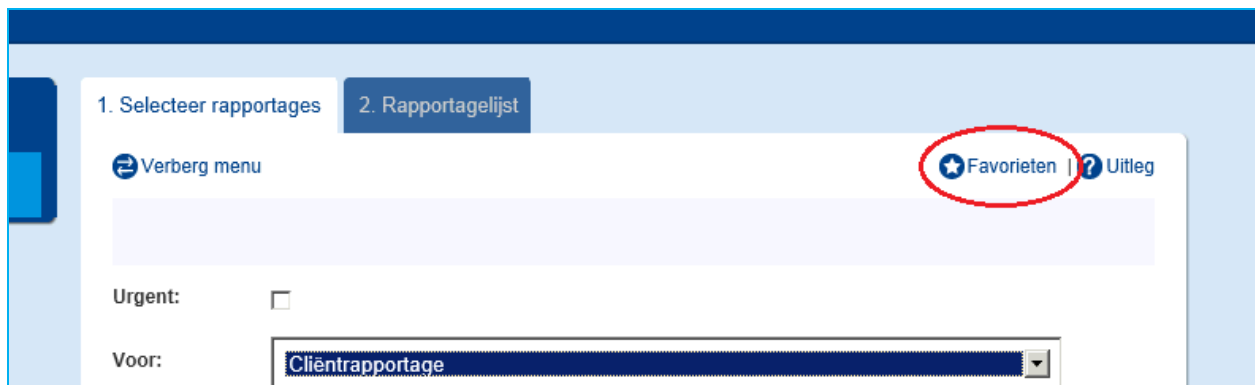 1. Selecteer rapportages 2. Rapportagelijst
Verberg menu Favorieten | Uitleg
Urgent:
Voor: Cliëntrapportage